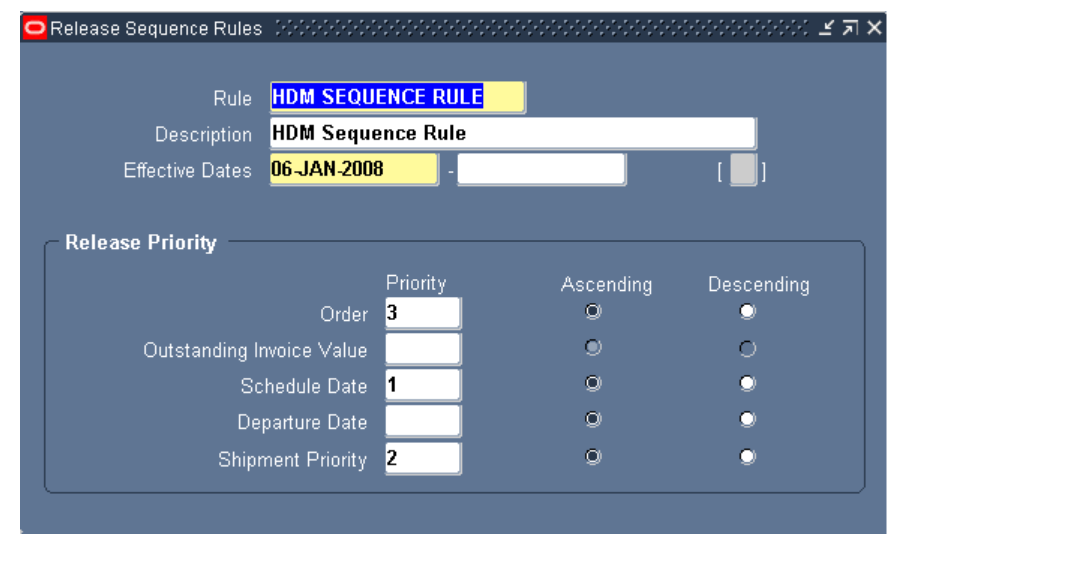 Release Sequence Rules
Rule HDM SEQUENCE RULE
Description HDM Sequence Rule
Effective Dates 06-JAN-2008 - [ ]
Release Priority
Priority Ascending Descending
Order 3
Outstanding Invoice Value
Schedule Date 1
Departure Date
Shipment Priority 2